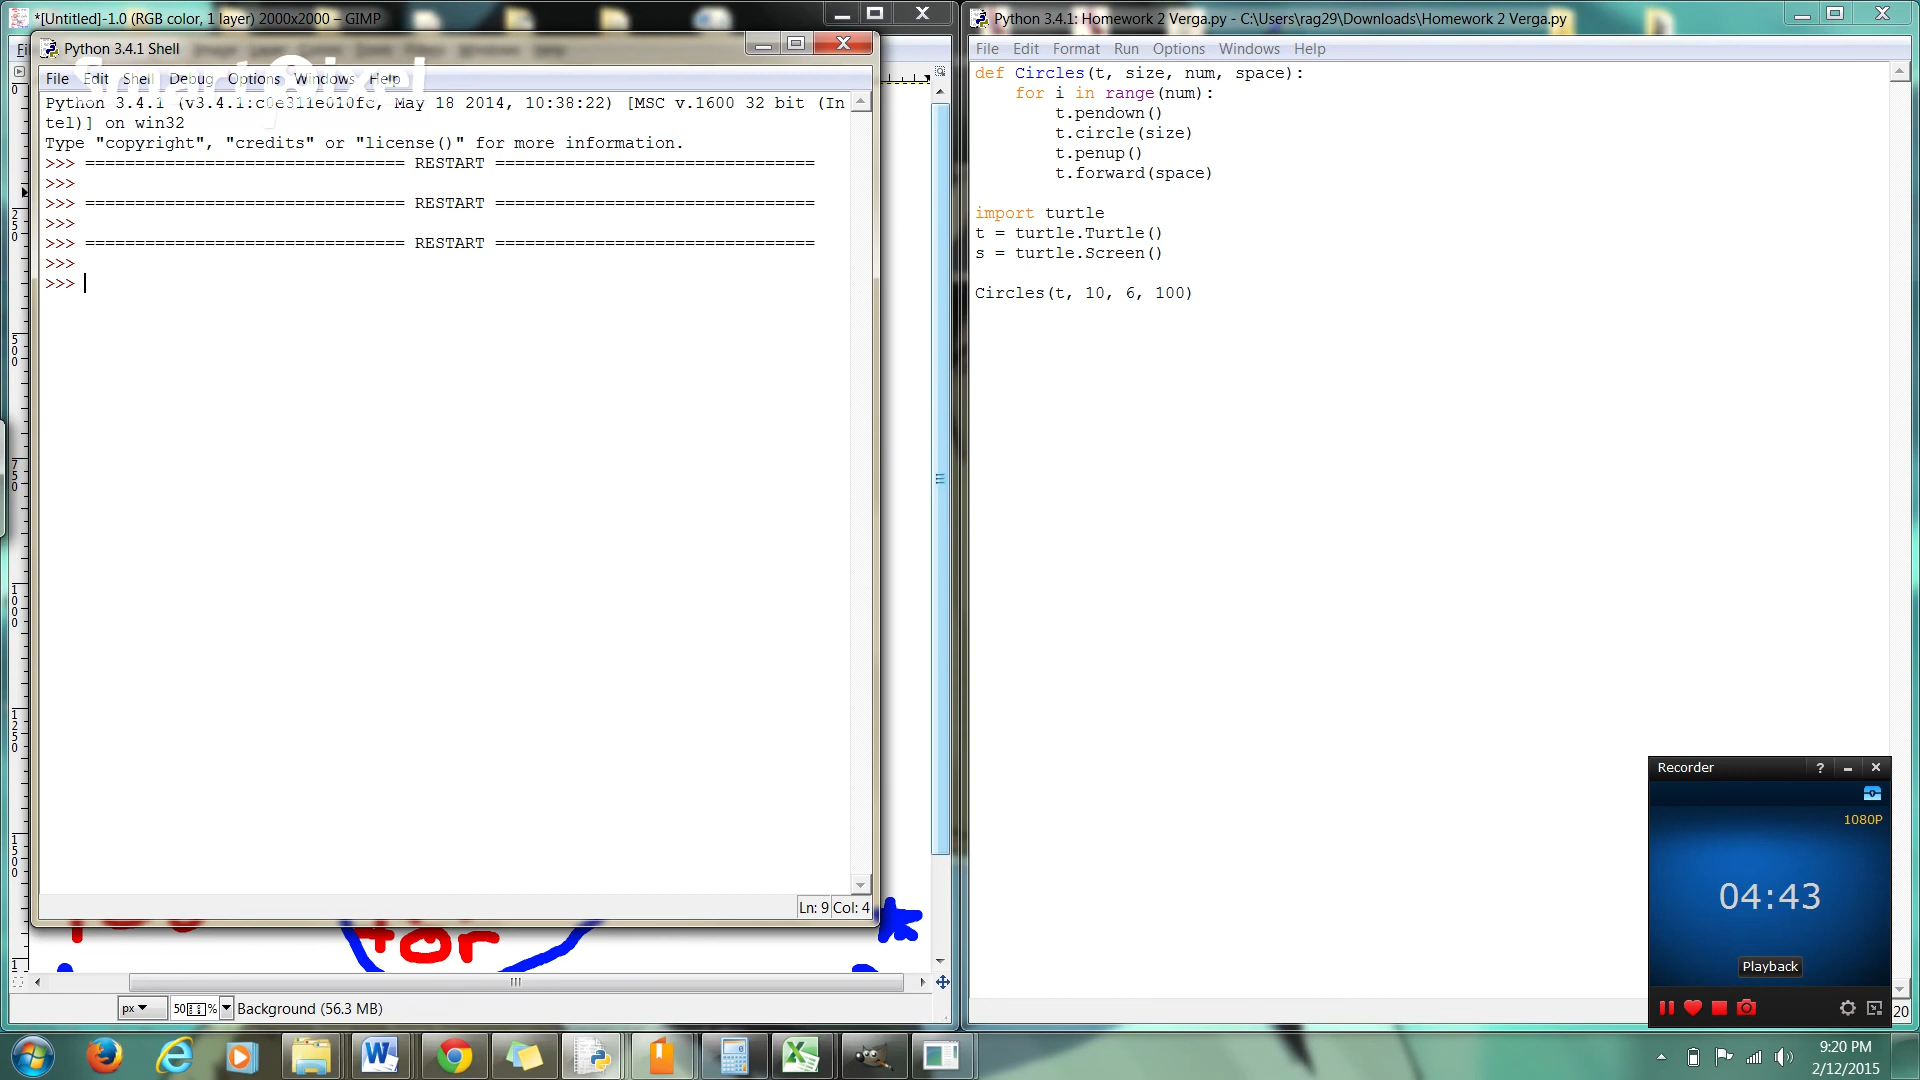 *[Untitled]-1.0 (RGB color, 1 layer) 2000x2000 – GIMP
Python 3.4.1 Shell
File Edit Shell Debug Options Windows Help
Smart Pixel
Python 3.4.1 (v3.4.1:c0e311e010fc, May 18 2014, 10:38:22) [MSC v.1600 32 bit (In
tel)] on win32
Type "copyright", "credits" or "license()" for more information.
>>> ================================ RESTART ================================
>>>
>>> ================================ RESTART ================================
>>>
>>> ================================ RESTART ================================
>>>
>>>
Ln: 9 Col: 4
for
px 50 % Background (56.3 MB)
Python 3.4.1: Homework 2 Verga.py - C:\Users\rag29\Downloads\Homework 2 Verga.py
File Edit Format Run Options Windows Help
def Circles(t, size, num, space):
    for i in range(num):
        t.pendown()
        t.circle(size)
        t.penup()
        t.forward(space)
import turtle
t = turtle.Turtle()
s = turtle.Screen()
Circles(t, 10, 6, 100)
Recorder
1080P
04:43
Playback
20
9:20 PM
2/12/2015